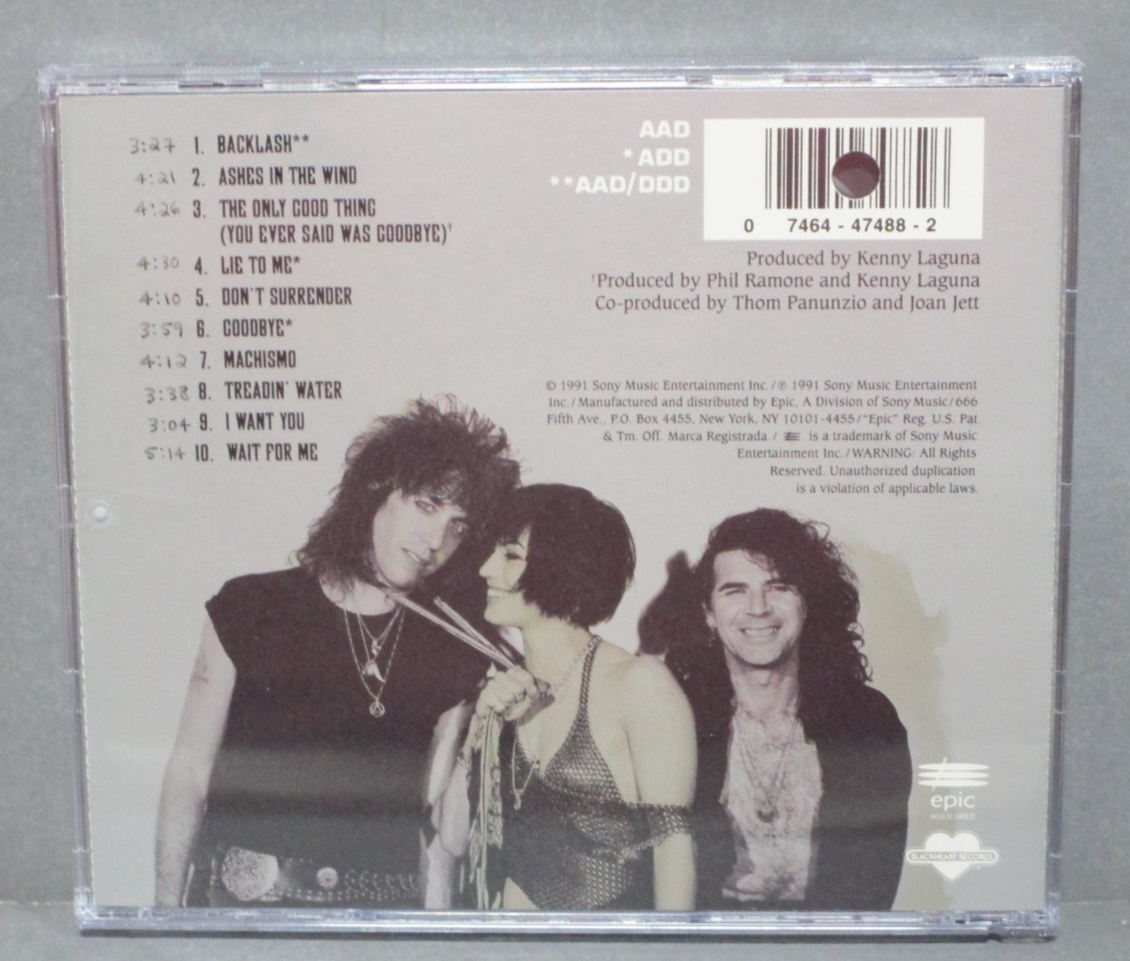 3:27 1. BACKLASH**
4:21 2. ASHES IN THE WIND
4:26 3. THE ONLY GOOD THING
(YOU EVER SAID WAS GOODBYE)†
4:30 4. LIE TO ME*
4:10 5. DON'T SURRENDER
3:59 6. GOODBYE*
4:12 7. MACHISMO
3:38 8. TREADIN' WATER
3:04 9. I WANT YOU
5:14 10. WAIT FOR ME
AAD
*ADD
**AAD/DDD
0 7464 - 47488 - 2
Produced by Kenny Laguna
†Produced by Phil Ramone and Kenny Laguna
Co-produced by Thom Panunzio and Joan Jett
© 1991 Sony Music Entertainment Inc./℗ 1991 Sony Music Entertainment
Inc./Manufactured and distributed by Epic, A Division of Sony Music/666
Fifth Ave., P.O. Box 4455, New York, NY 10101-4455/"Epic" Reg. U.S. Pat.
& Tm. Off. Marca Registrada./ is a trademark of Sony Music
Entertainment Inc./WARNING: All Rights
Reserved. Unauthorized duplication
is a violation of applicable laws.
epic
ASSOCIATED
BLACKHEART RECORDS